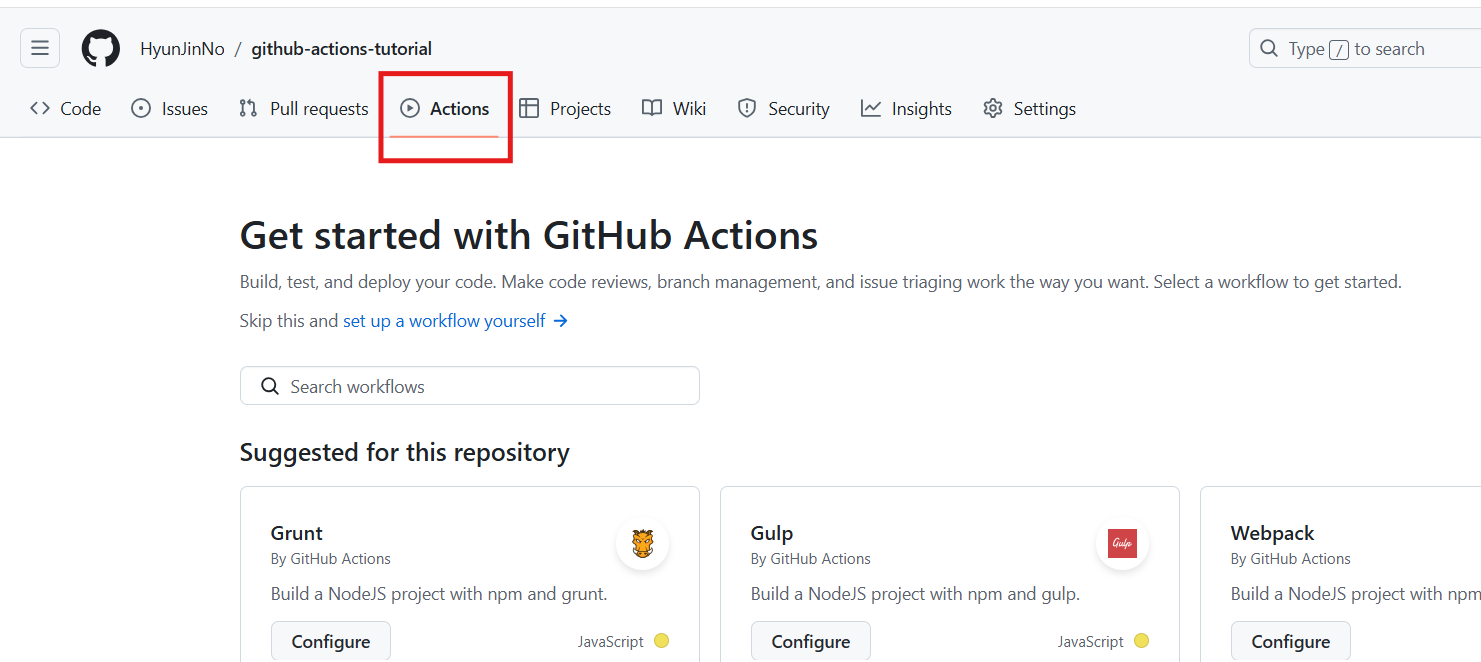 HyunJinNo / github-actions-tutorial
Type / to search
Code Issues Pull requests Actions Projects Wiki Security Insights Settings
Get started with GitHub Actions
Build, test, and deploy your code. Make code reviews, branch management, and issue triaging work the way you want. Select a workflow to get started.
Skip this and set up a workflow yourself →
Search workflows
Suggested for this repository
Grunt
By GitHub Actions
Build a NodeJS project with npm and grunt.
Configure
JavaScript
Gulp
By GitHub Actions
Gulp
Build a NodeJS project with npm and gulp.
Configure
JavaScript
Webpack
By GitHub Actions
Build a NodeJS project with npm
Configure